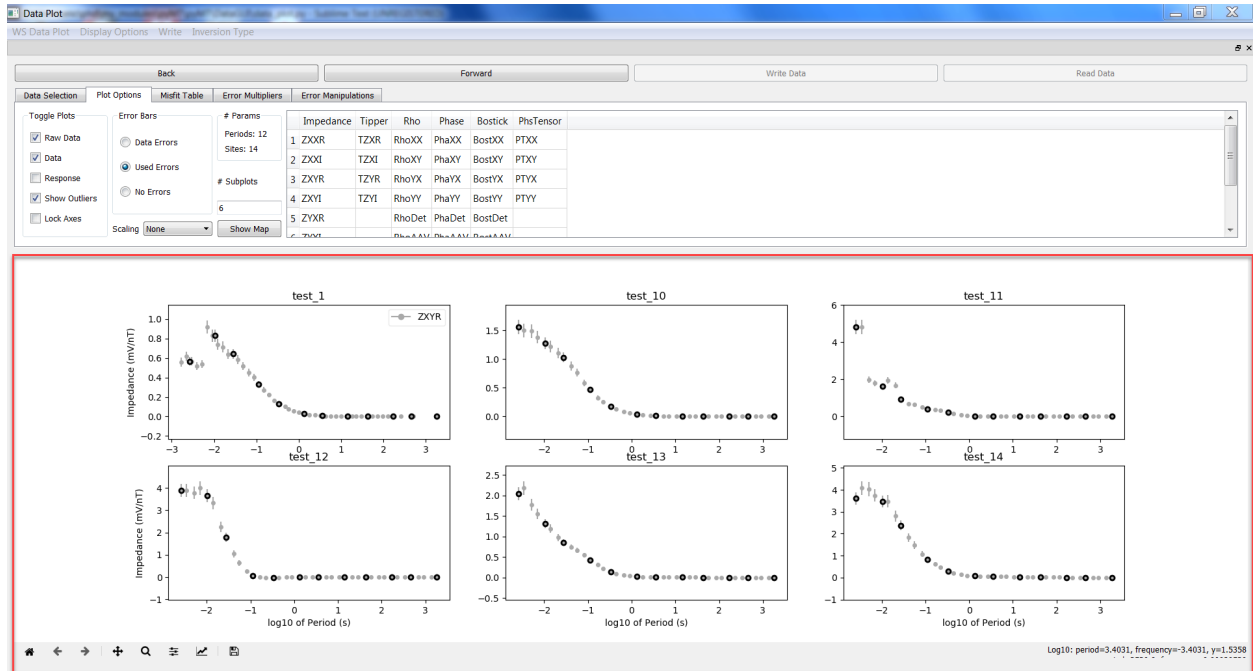 Data Plot
WS Data Plot Display Options Write Inversion Type
Back Forward Write Data Read Data
Data Selection Plot Options Misfit Table Error Multipliers Error Manipulations
Toggle Plots Error Bars # Params
Raw Data
Data
Response
Show Outliers
Lock Axes
Data Errors
Used Errors
No Errors
Scaling None
Periods: 12
Sites: 14
# Subplots
6
Show Map
Impedance Tipper Rho Phase Bostick PhsTensor
1 ZXXR TZXR RhoXX PhaXX BostXX PTXX
2 ZXXI TZXI RhoXY PhaXY BostXY PTXY
3 ZXYR TZYR RhoYX PhaYX BostYX PTYX
4 ZXYI TZYI RhoYY PhaYY BostYY PTYY
5 ZYXR RhoDet PhaDet BostDet
test_1
ZXYR
Impedance (mV/nT)
1.0
0.8
0.6
0.4
0.2
0.0
−0.2
−3 −2 −1 0 1 2 3
test_10
1.5
1.0
0.5
0.0
−2 −1 0 1 2 3
test_11
6
4
2
0
−2 −1 0 1 2 3
test_12
Impedance (mV/nT)
4
3
2
1
0
−1
−2 −1 0 1 2 3
log10 of Period (s)
test_13
2.5
2.0
1.5
1.0
0.5
0.0
−0.5
−2 −1 0 1 2 3
log10 of Period (s)
test_14
5
4
3
2
1
0
−1
−2 −1 0 1 2 3
log10 of Period (s)
Log10: period=3.4031, frequency=-3.4031, y=1.5358